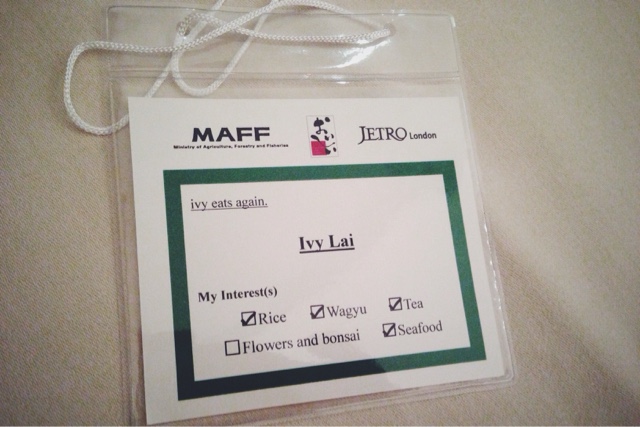 MAFF
Ministry of Agriculture, Forestry and Fisheries
JETRO London
ivy eats again.
Ivy Lai
My Interest(s)
☑Rice ☑Wagyu ☑Tea
☐Flowers and bonsai ☑Seafood